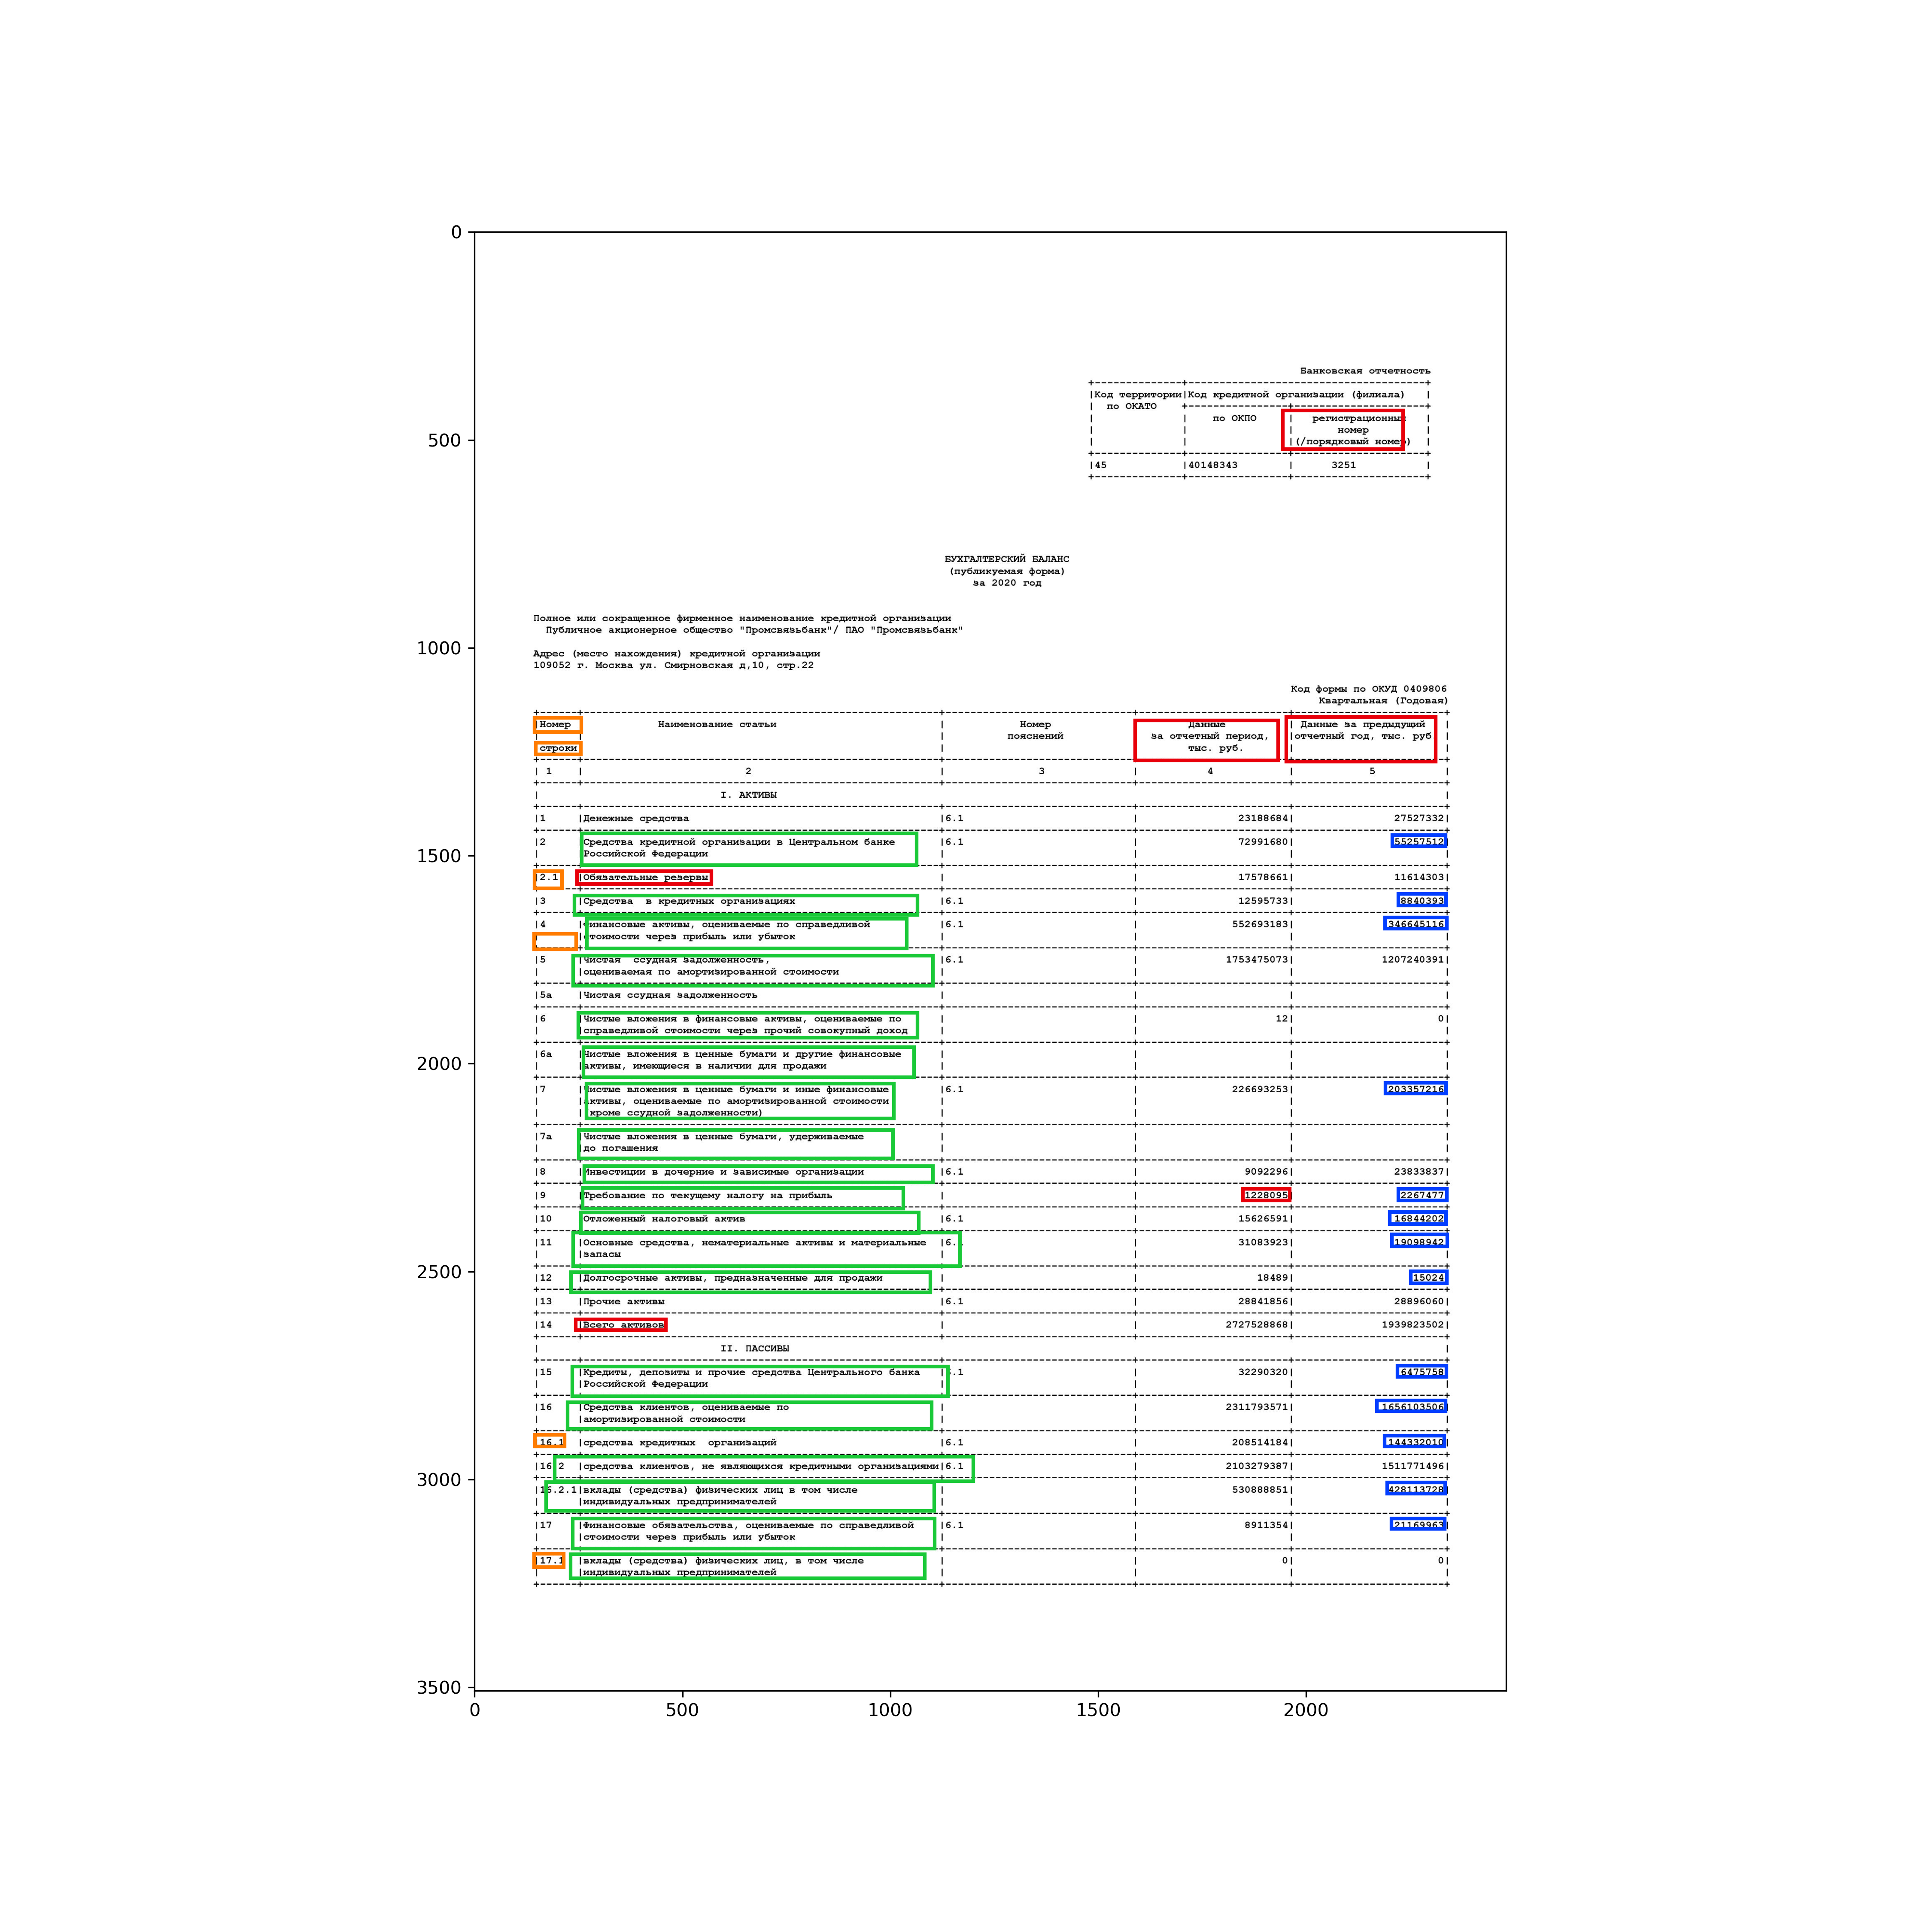 0
Банковская отчетность
Код территории|Код кредитной организации (филиала)
по ОКАТО
500
по ОКПО | регистрационный
номер
(/порядковый номер)
|45 |40148343 | 3251
БУХГАЛТЕРСКИЙ БАЛАНС
(публикуемая форма)
за 2020 год
Полное или сокращенное фирменное наименование кредитной организации
Публичное акционерное общество "Промсвязьбанк"/ ПАО "Промсвязьбанк"
1000
Адрес (место нахождения) кредитной организации
109052 г. Москва ул. Смирновская д,10, стр.22
Код формы по ОКУД 0409806
Квартальная (Годовая)
|Номер | Наименование статьи | Номер | Данные | Данные за предыдущий
пояснений | за отчетный период, |отчетный год, тыс. руб
|строки| тыс. руб.
| 1 | 2 | 3 | 4 | 5
I. АКТИВЫ
|1 |Денежные средства |6.1 | 23188684| 27527332|
|2 |Средства кредитной организации в Центральном банке |6.1 | 72991680| 55257512|
1500
Российской Федерации
|2.1 |Обязательные резервы | | 17578661| 11614303|
|3 |Средства в кредитных организациях |6.1 | 12595733| 8840393|
|4 |Финансовые активы, оцениваемые по справедливой |6.1 | 552693183| 346645116|
стоимости через прибыль или убыток
|5 |Чистая ссудная задолженность, |6.1 | 1753475073| 1207240391|
оцениваемая по амортизированной стоимости
|5а |Чистая ссудная задолженность
|6 |Чистые вложения в финансовые активы, оцениваемые по | | 12| 0|
справедливой стоимости через прочий совокупный доход
|6а |Чистые вложения в ценные бумаги и другие финансовые
2000
активы, имеющиеся в наличии для продажи
|7 |Чистые вложения в ценные бумаги и иные финансовые |6.1 | 226693253| 203357216|
активы, оцениваемые по амортизированной стоимости
(кроме ссудной задолженности)
|7а |Чистые вложения в ценные бумаги, удерживаемые
до погашения
|8 |Инвестиции в дочерние и зависимые организации |6.1 | 9092296| 23833837|
|9 |Требование по текущему налогу на прибыль | | 1228095| 2267477|
|10 |Отложенный налоговый актив |6.1 | 15626591| 16844202|
|11 |Основные средства, нематериальные активы и материальные |6.1 | 31083923| 19098942|
запасы
2500
|12 |Долгосрочные активы, предназначенные для продажи | | 18489| 15024|
|13 |Прочие активы |6.1 | 28841856| 28896060|
|14 |Всего активов | | 2727528868| 1939823502|
II. ПАССИВЫ
|15 |Кредиты, депозиты и прочие средства Центрального банка |6.1 | 32290320| 6475758|
Российской Федерации
|16 |Средства клиентов, оцениваемые по | | 2311793571| 1656103506|
амортизированной стоимости
|16.1 |средства кредитных организаций |6.1 | 208514184| 144332010|
|16.2 |средства клиентов, не являющихся кредитными организациями|6.1 | 2103279387| 1511771496|
3000
|16.2.1|вклады (средства) физических лиц в том числе | | 530888851| 428113728|
индивидуальных предпринимателей
|17 |Финансовые обязательства, оцениваемые по справедливой |6.1 | 8911354| 21169963|
стоимости через прибыль или убыток
|17.1 |вклады (средства) физических лиц, в том числе | | 0| 0|
индивидуальных предпринимателей
3500
0 500 1000 1500 2000